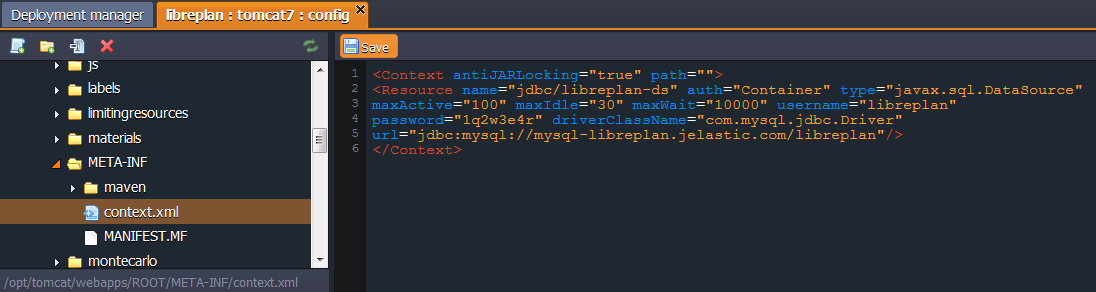 Deployment manager
libreplan : tomcat7 : config
Save
js
labels
limitingresources
materials
META-INF
maven
context.xml
MANIFEST.MF
montecarlo
/opt/tomcat/webapps/ROOT/META-INF/context.xml
1 <Context antiJARLocking="true" path="">
2 <Resource name="jdbc/libreplan-ds" auth="Container" type="javax.sql.DataSource"
3 maxActive="100" maxIdle="30" maxWait="10000" username="libreplan"
4 password="1q2w3e4r" driverClassName="com.mysql.jdbc.Driver"
5 url="jdbc:mysql://mysql-libreplan.jelastic.com/libreplan"/>
6 </Context>